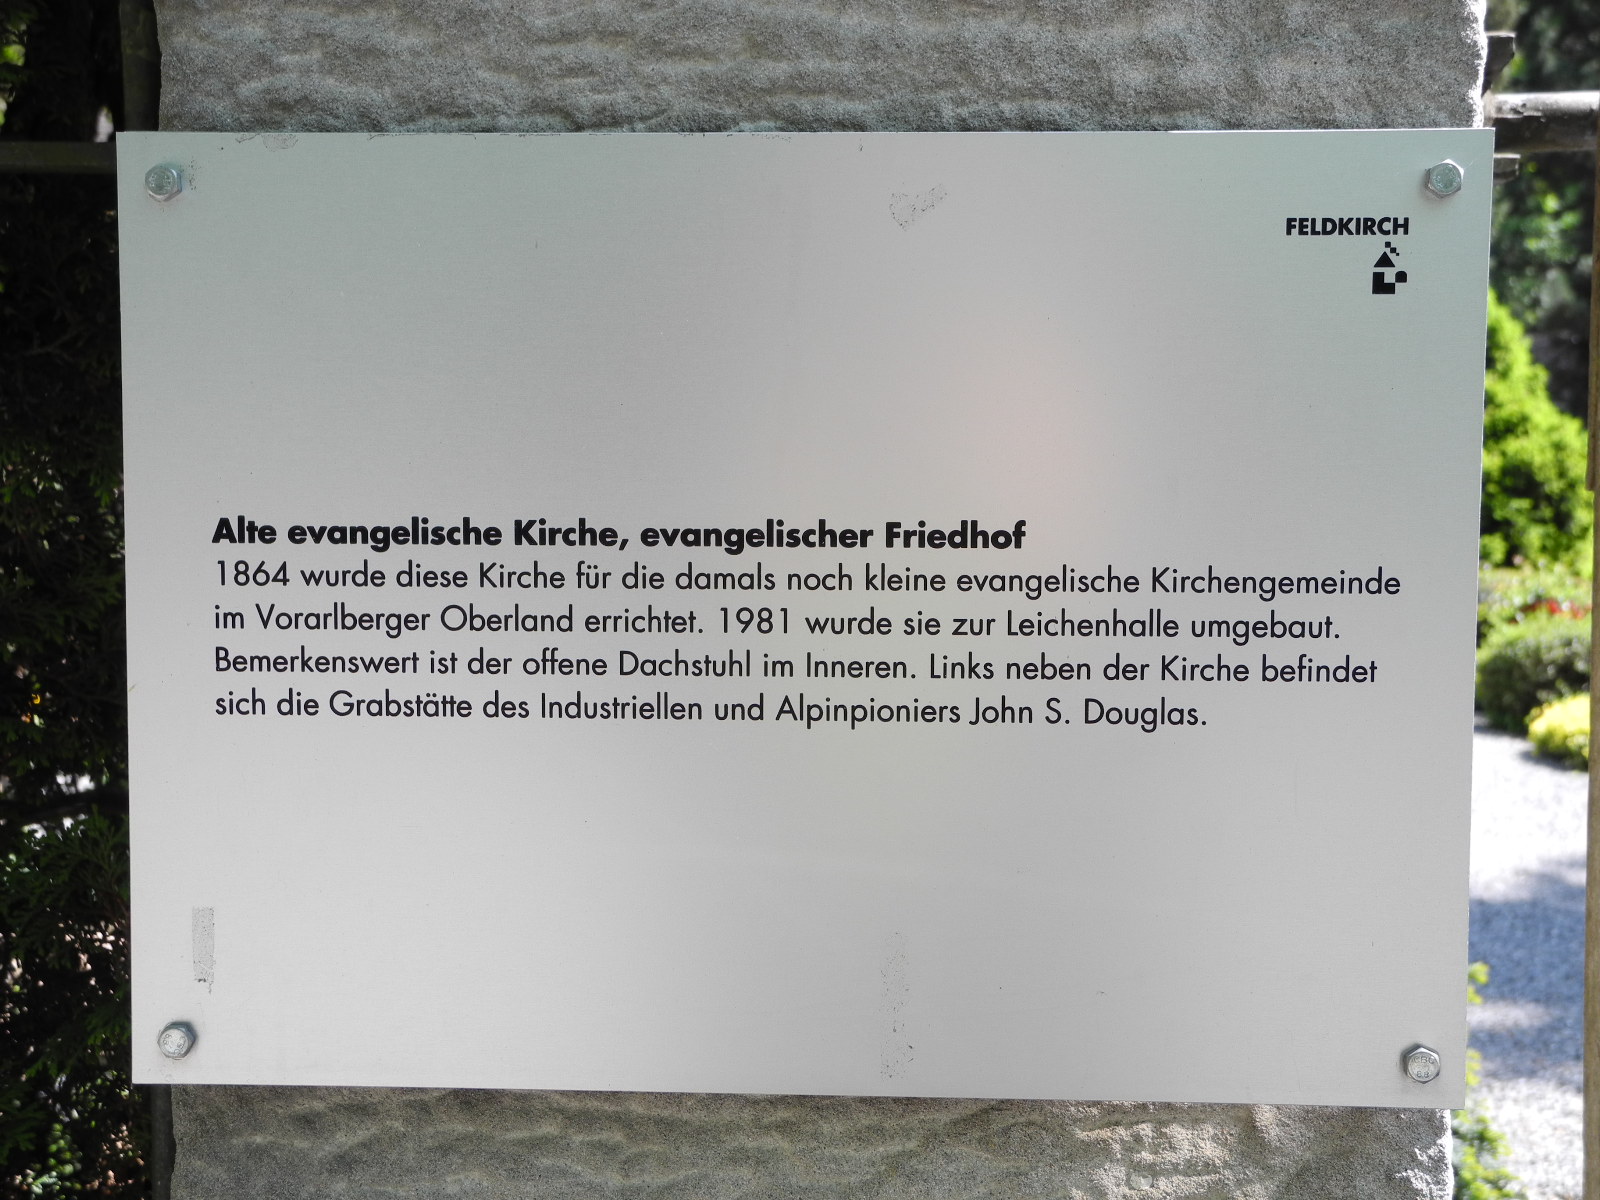 FELDKIRCH
Alte evangelische Kirche, evangelischer Friedhof
1864 wurde diese Kirche für die damals noch kleine evangelische Kirchengemeinde
im Vorarlberger Oberland errichtet. 1981 wurde sie zur Leichenhalle umgebaut.
Bemerkenswert ist der offene Dachstuhl im Inneren. Links neben der Kirche befindet
sich die Grabstätte des Industriellen und Alpinpioniers John S. Douglas.